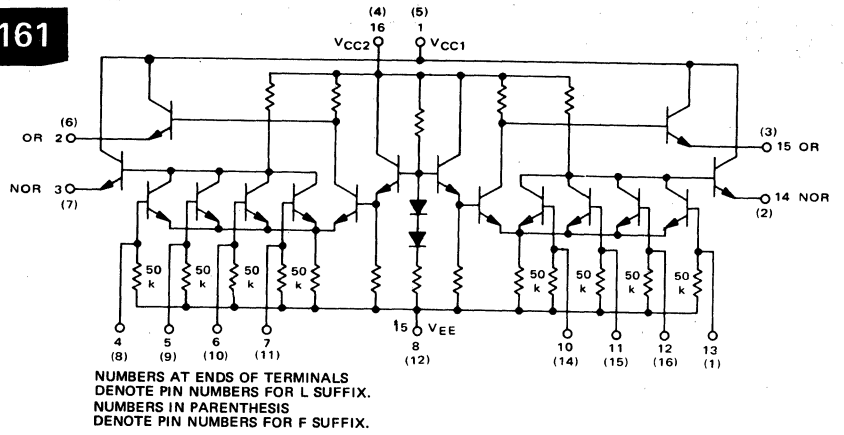 161
(4) (5)
16 1
VCC2 VCC1
(6)
OR 2
NOR 3
(7)
(3)
15 OR
14 NOR
(2)
50 k 50 k 50 k 50 k
50 k 50 k 50 k 50 k
4 5 6 7
(8) (9) (10) (11)
15 VEE
8
(12)
10 11 12 13
(14) (15) (16) (1)
NUMBERS AT ENDS OF TERMINALS
DENOTE PIN NUMBERS FOR L SUFFIX.
NUMBERS IN PARENTHESIS
DENOTE PIN NUMBERS FOR F SUFFIX.